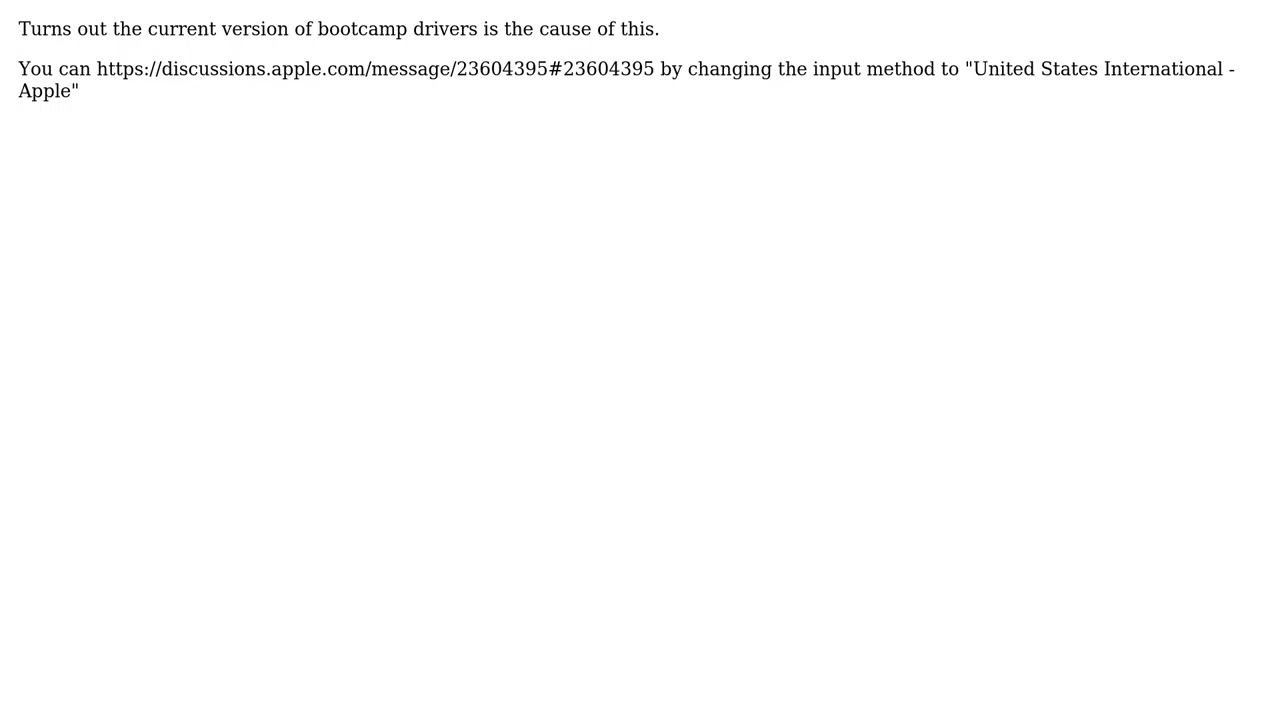 Turns out the current version of bootcamp drivers is the cause of this.
You can https://discussions.apple.com/message/23604395#23604395 by changing the input method to "United States International -
Apple"